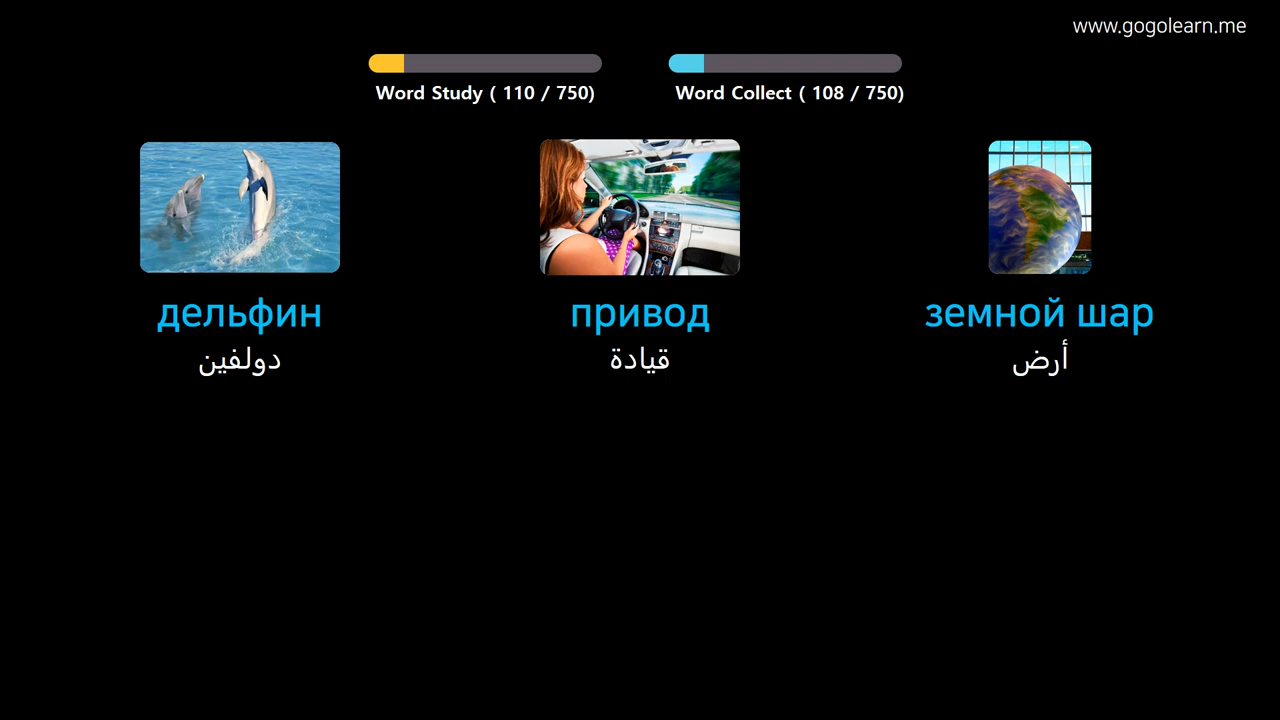 www.gogolearn.me
Word Study ( 110 / 750)
Word Collect ( 108 / 750)
дельфин
привод
земной шар
دولفين
قيادة
أرض